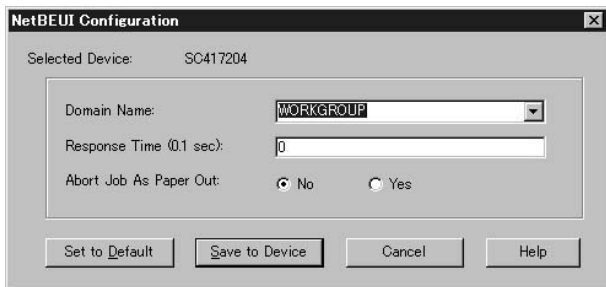 NetBEUI Configuration
Selected Device: SC417204
Domain Name: WORKGROUP
Response Time (0.1 sec): 0
Abort Job As Paper Out: No Yes
Set to Default Save to Device Cancel Help